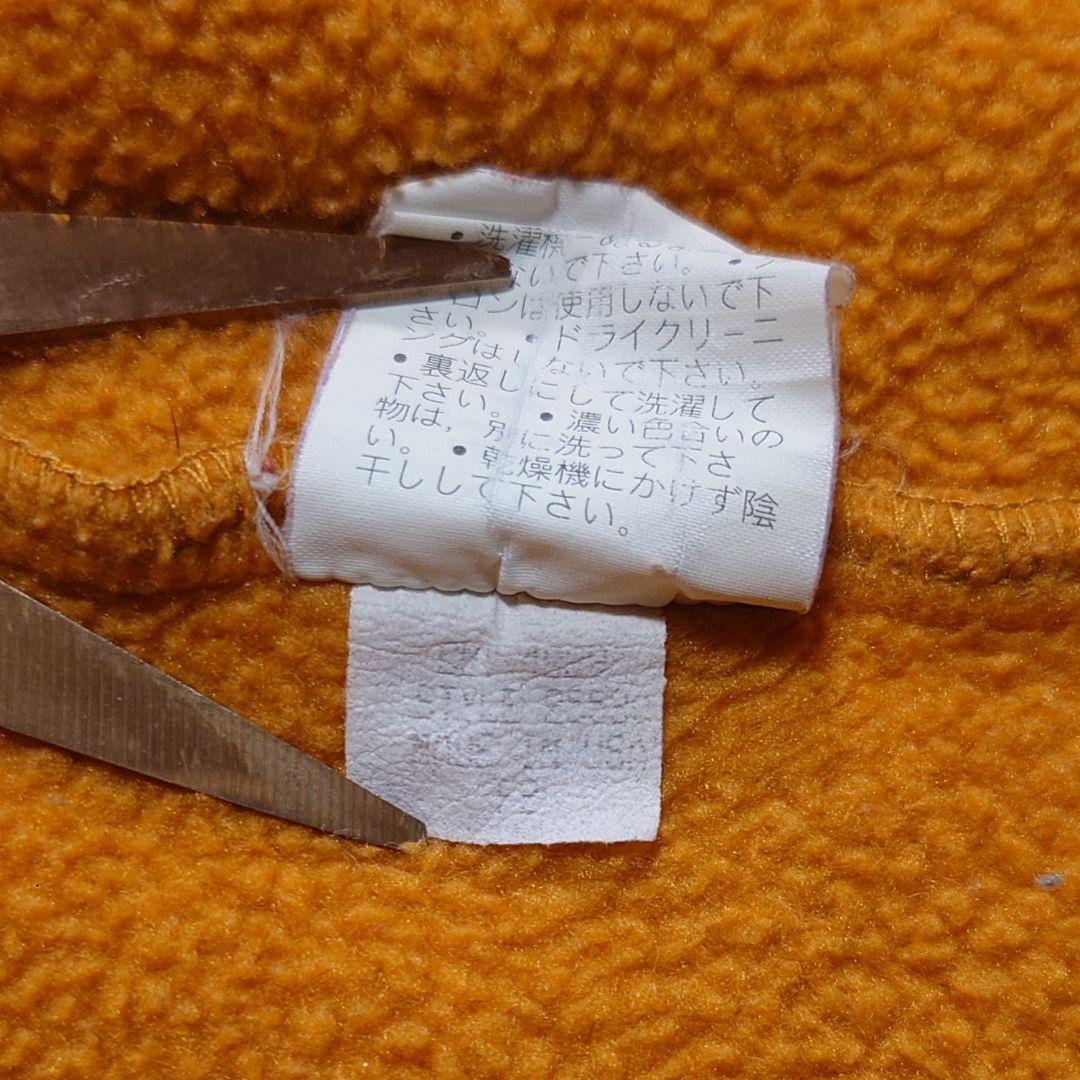 • 洗濯機
ないで下さい。 •
ロンは使用しないで下
さい。 • ドライクリーニ
ングはしないで下さい。
• 裏返しにして洗濯して
下さい。 • 濃い色合いの
物は、別に洗って下さ
い。 • 乾燥機にかけず陰
干しして下さい。